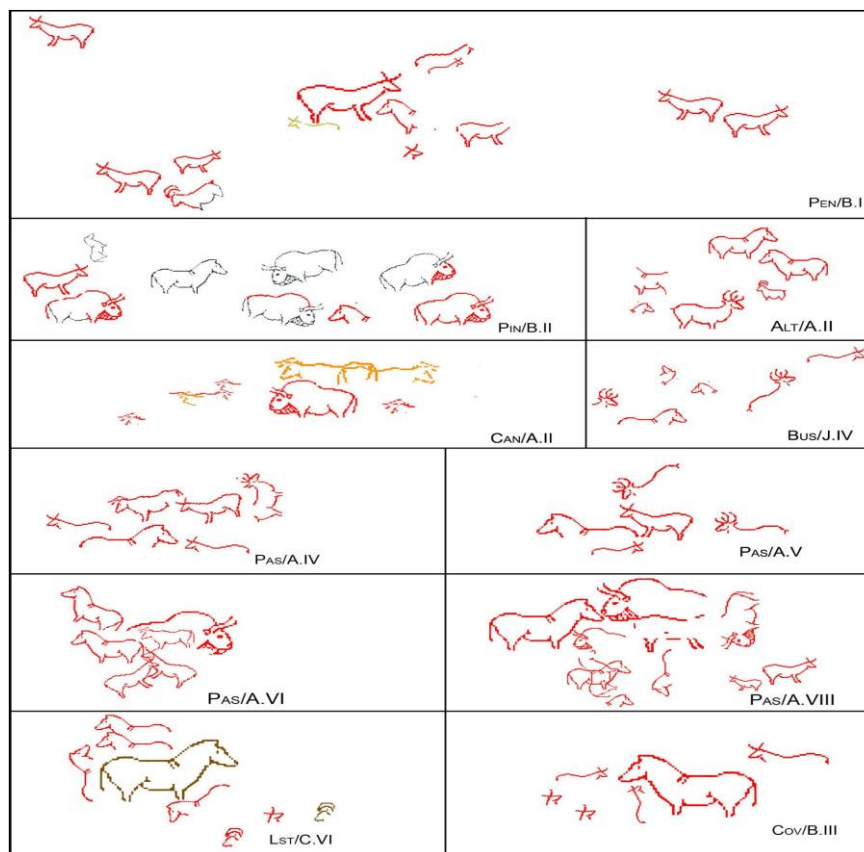 PEN/B.I
PIN/B.II
ALT/A.II
CAN/A.II
BUS/J.IV
PAS/A.IV
PAS/A.V
PAS/A.VI
PAS/A.VIII
LST/C.VI
COV/B.III